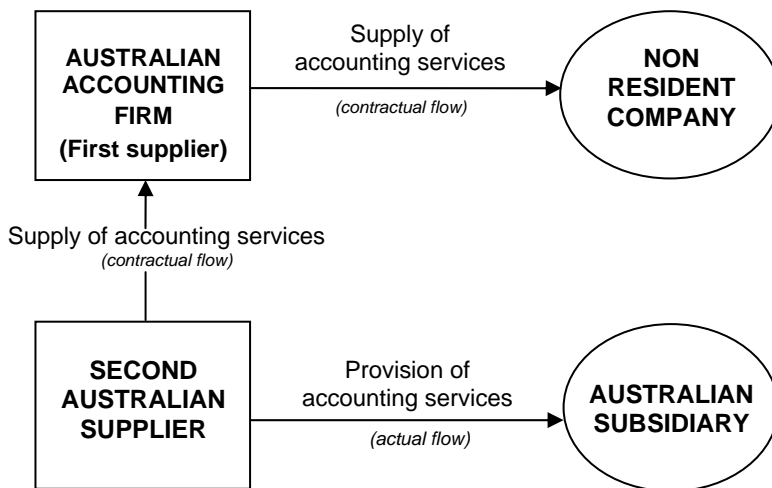 AUSTRALIAN
ACCOUNTING
FIRM
(First supplier)
Supply of
accounting services
(contractual flow)
NON
RESIDENT
COMPANY
Supply of accounting services
(contractual flow)
SECOND
AUSTRALIAN
SUPPLIER
Provision of
accounting services
(actual flow)
AUSTRALIAN
SUBSIDIARY